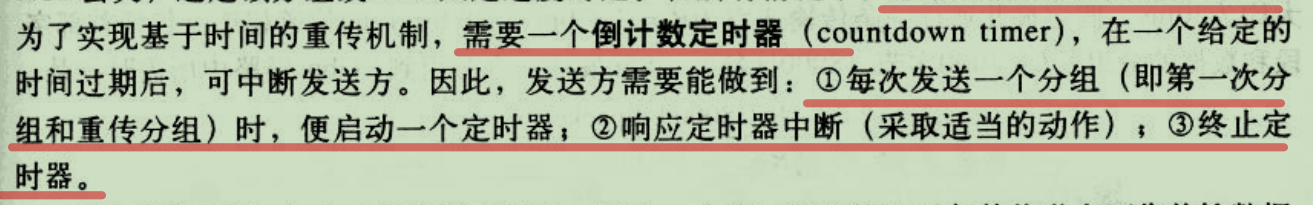 为了实现基于时间的重传机制，需要一个倒计数定时器（countdown timer），在一个给定的
时间过期后，可中断发送方。因此，发送方需要能做到：①每次发送一个分组（即第一次分
组和重传分组）时，便启动一个定时器；②响应定时器中断（采取适当的动作）；③终止定
时器。